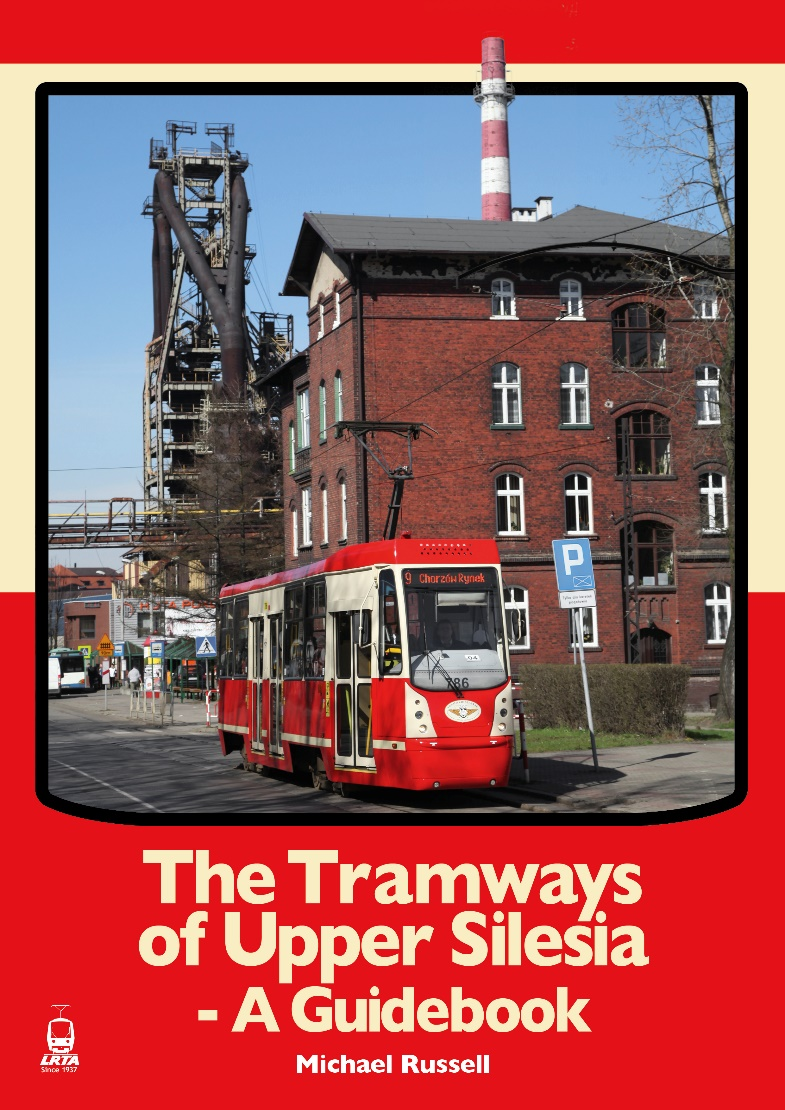 9 Chorzów Rynek
P
786
The Tramways
of Upper Silesia
- A Guidebook
Michael Russell
LRTA
Since 1937